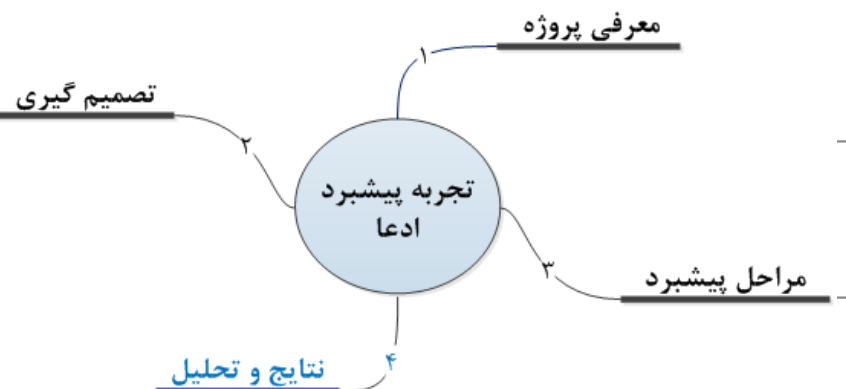 معرفی پروژه
۱
تصمیم گیری
۲
تجربه پیشبرد
ادعا
۳
مراحل پیشبرد
۴
نتایج و تحلیل